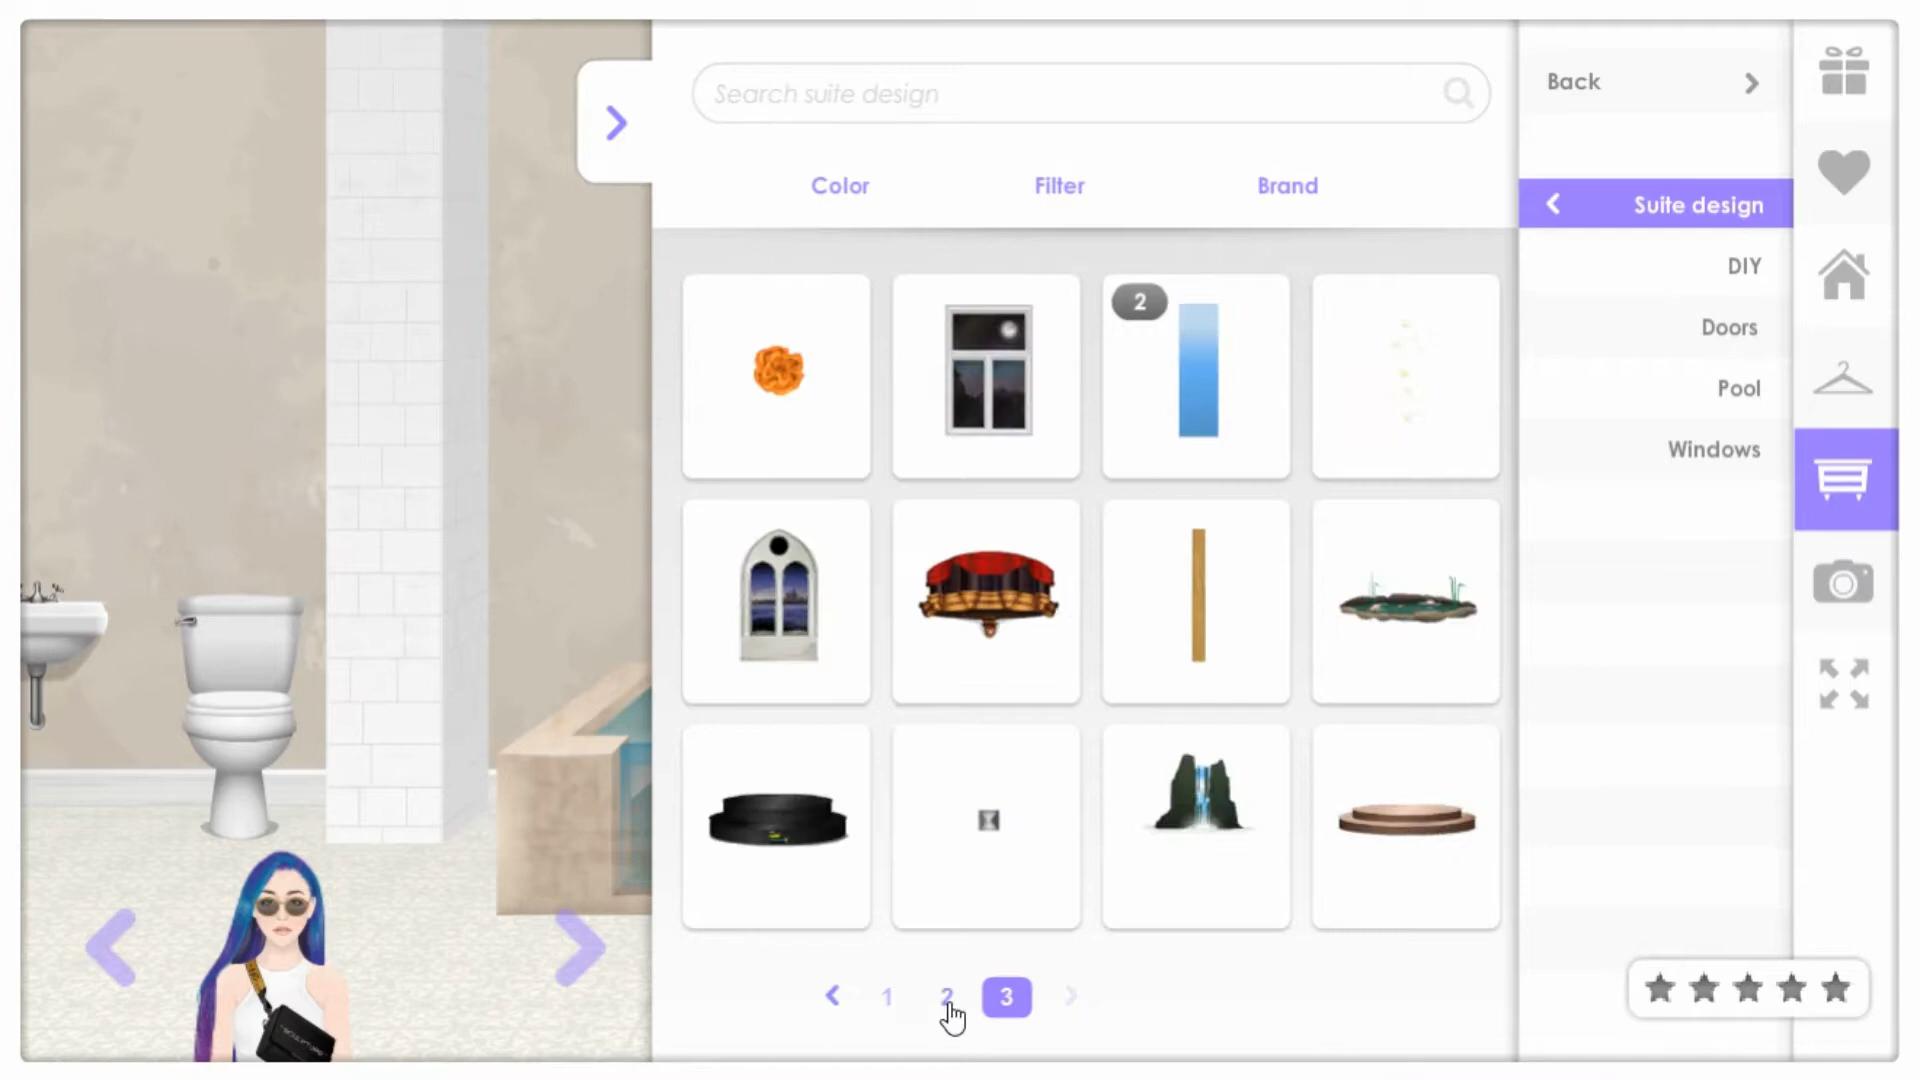 Search suite design
Back
Color
Filter
Brand
Suite design
DIY
Doors
Pool
Windows
2
1
2
3